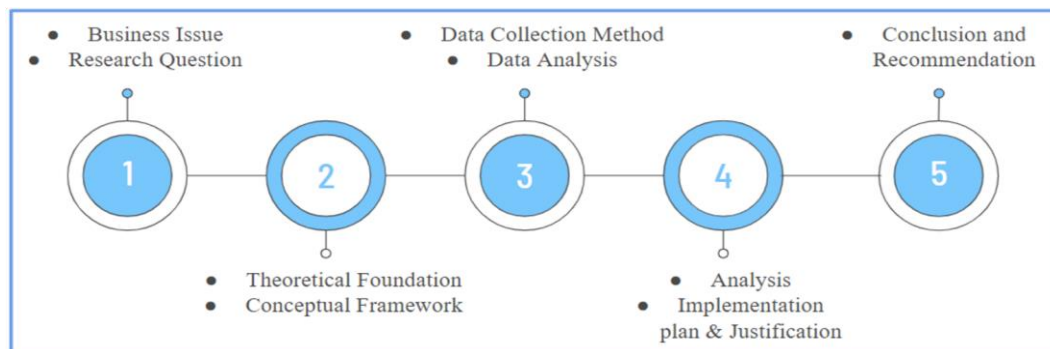 ● Business Issue
● Research Question
● Data Collection Method
● Data Analysis
● Conclusion and
Recommendation
1
2
3
4
5
● Theoretical Foundation
● Conceptual Framework
● Analysis
● Implementation
plan & Justification